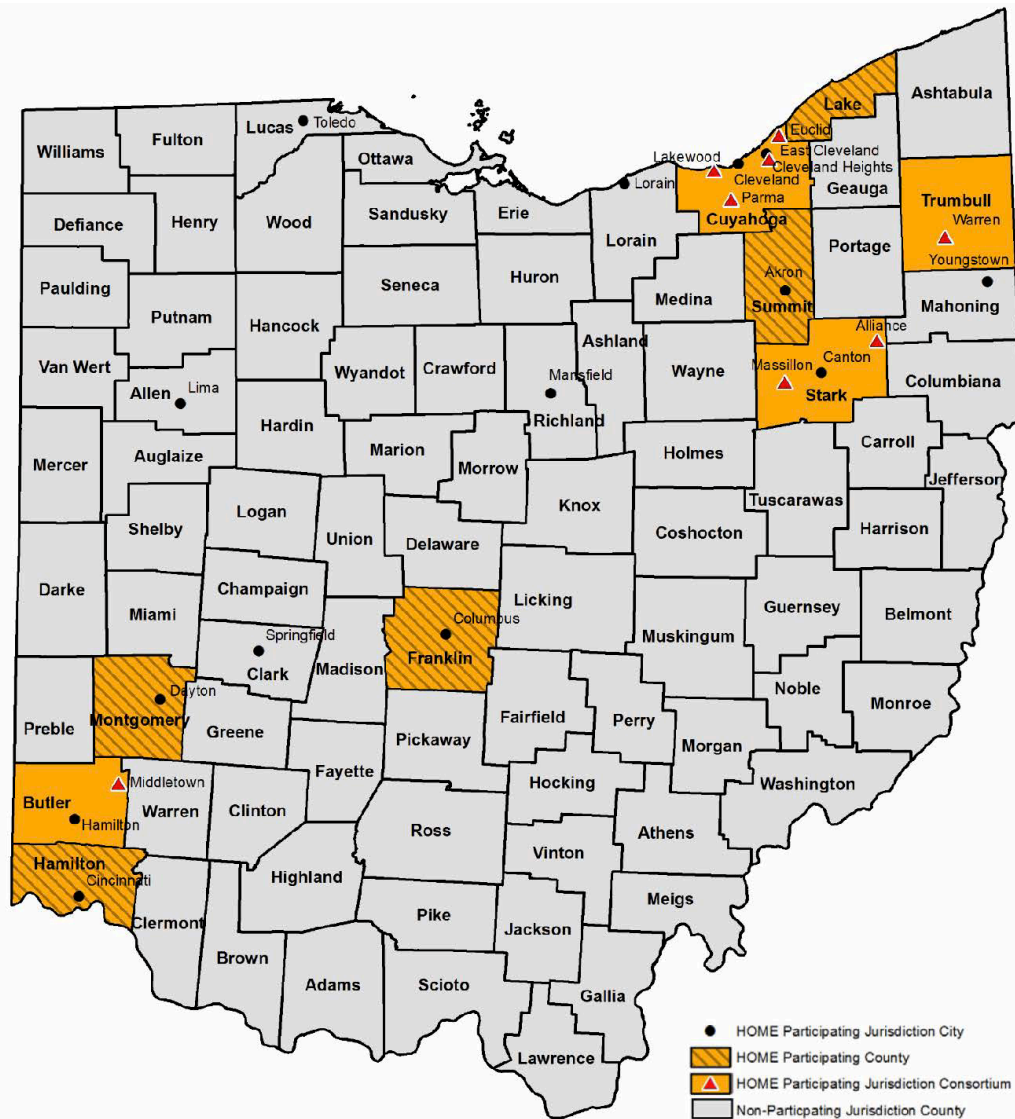 Ashtabula
Lake
Lucas
Toledo
Fulton
Williams
Euclid
East Cleveland
Cleveland Heights
Lakewood
Ottawa
Geauga
Cleveland
Lorain
Parma
Trumbull
Warren
Henry
Wood
Sandusky
Erie
Defiance
Cuyahoga
Lorain
Portage
Youngstown
Akron
Huron
Seneca
Paulding
Medina
Summit
Mahoning
Putnam
Hancock
Alliance
Ashland
Van Wert
Wyandot
Crawford
Wayne
Massillon
Canton
Columbiana
Allen
Lima
Mansfield
Stark
Richland
Hardin
Carroll
Marion
Holmes
Mercer
Auglaize
Morrow
Jefferson
Tuscarawas
Knox
Logan
Shelby
Union
Coshocton
Harrison
Delaware
Darke
Champaign
Licking
Guernsey
Miami
Belmont
Columbus
Muskingum
Springfield
Franklin
Clark
Madison
Noble
Dayton
Monroe
Montgomery
Fairfield
Perry
Preble
Greene
Pickaway
Morgan
Fayette
Middletown
Hocking
Washington
Butler
Warren
Clinton
Hamilton
Ross
Athens
Vinton
Hamilton
Cincinnati
Highland
Meigs
Clermont
Pike
Jackson
Brown
Adams
Scioto
Gallia
Lawrence
HOME Participating Jurisdiction City
HOME Participating County
HOME Participating Jurisdiction Consortium
Non-Particpating Jurisdiction County